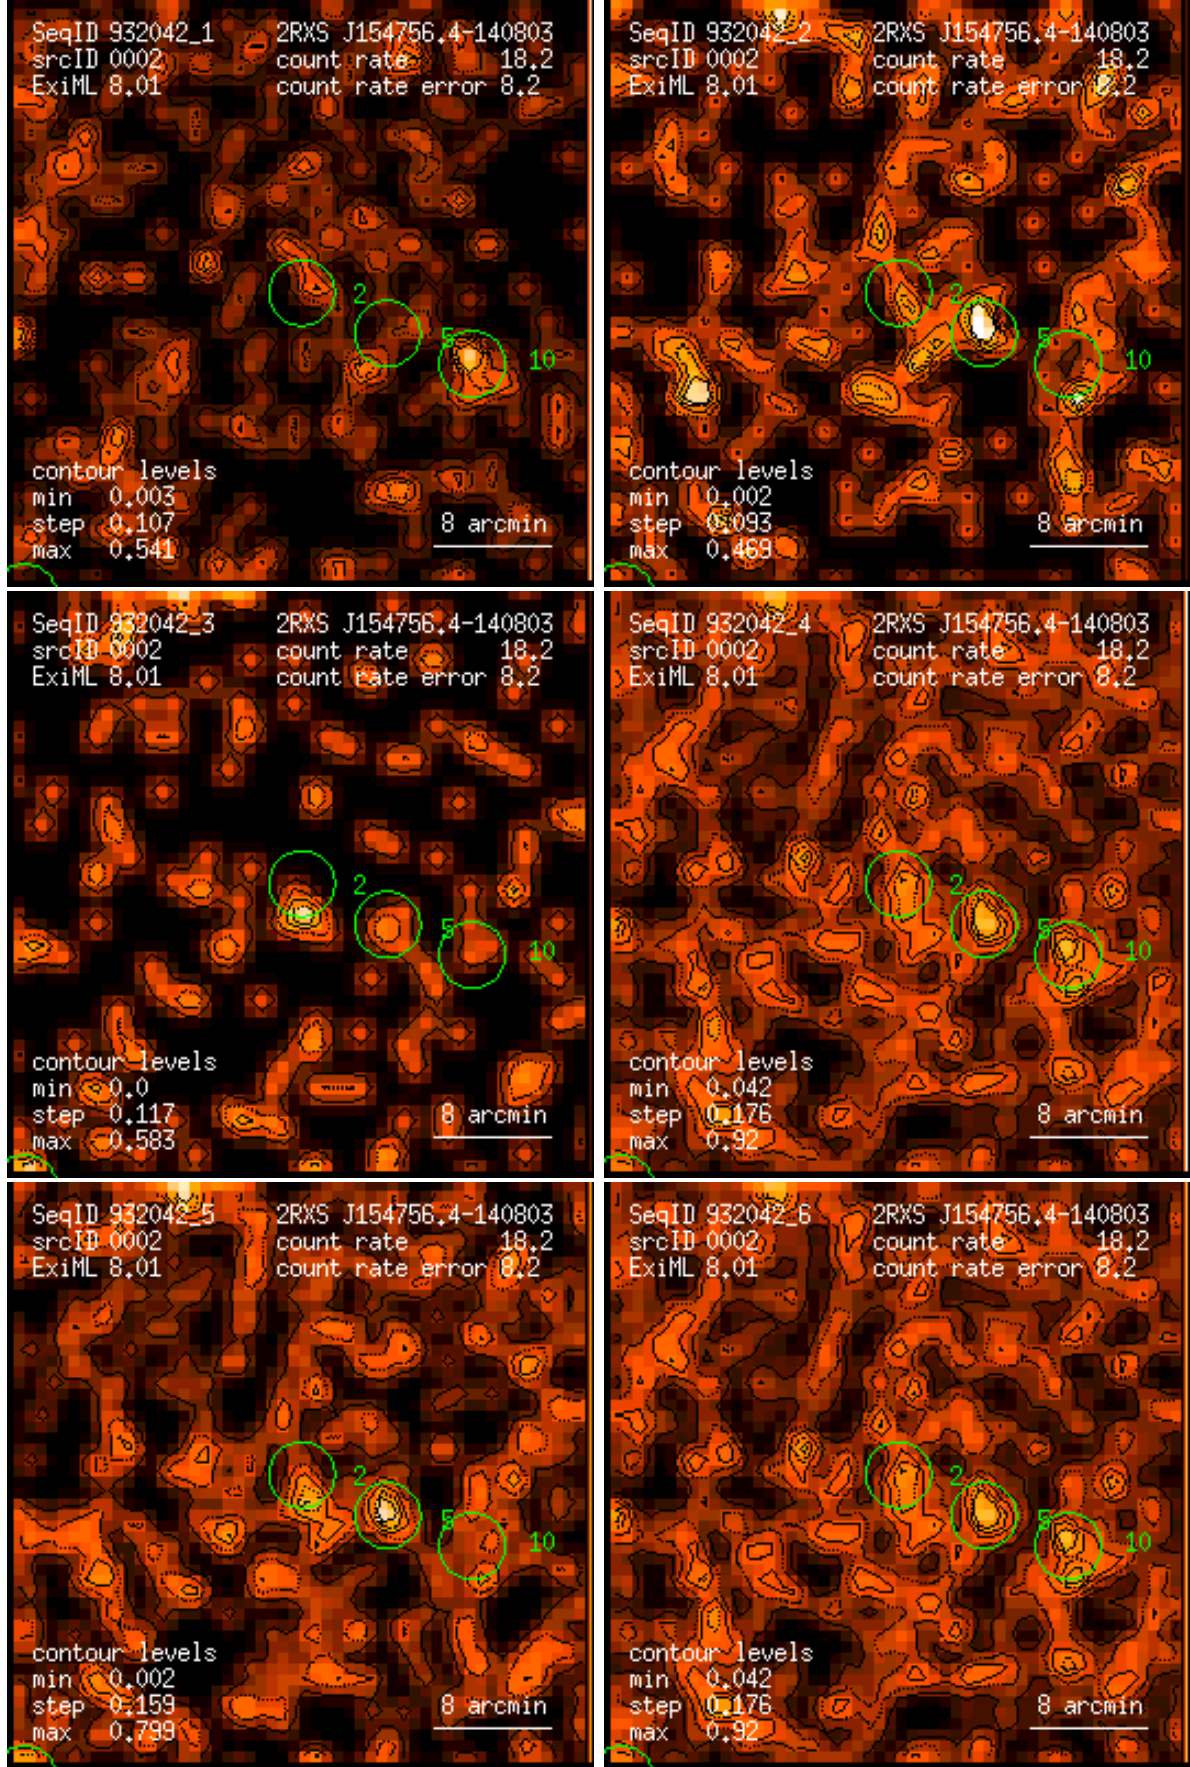 SeqID 932042_1 2RXS J154756.4-140803
srcID 0002 count rate 18.2
ExiML 8.01 count rate error 8.2
2
5
10
contour levels
min 0.003
step 0.107
max 0.541
8 arcmin
SeqID 932042_2 2RXS J154756.4-140803
srcID 0002 count rate 18.2
ExiML 8.01 count rate error 8.2
2
5
10
contour levels
min 0.002
step 0.093
max 0.469
8 arcmin
SeqID 932042_3 2RXS J154756.4-140803
srcID 0002 count rate 18.2
ExiML 8.01 count rate error 8.2
2
5
10
contour levels
min 0.0
step 0.117
max 0.583
8 arcmin
SeqID 932042_4 2RXS J154756.4-140803
srcID 0002 count rate 18.2
ExiML 8.01 count rate error 8.2
2
5
10
contour levels
min 0.042
step 0.176
max 0.92
8 arcmin
SeqID 932042_5 2RXS J154756.4-140803
srcID 0002 count rate 18.2
ExiML 8.01 count rate error 8.2
2
5
10
contour levels
min 0.002
step 0.159
max 0.799
8 arcmin
SeqID 932042_6 2RXS J154756.4-140803
srcID 0002 count rate 18.2
ExiML 8.01 count rate error 8.2
2
5
10
contour levels
min 0.042
step 0.176
max 0.92
8 arcmin